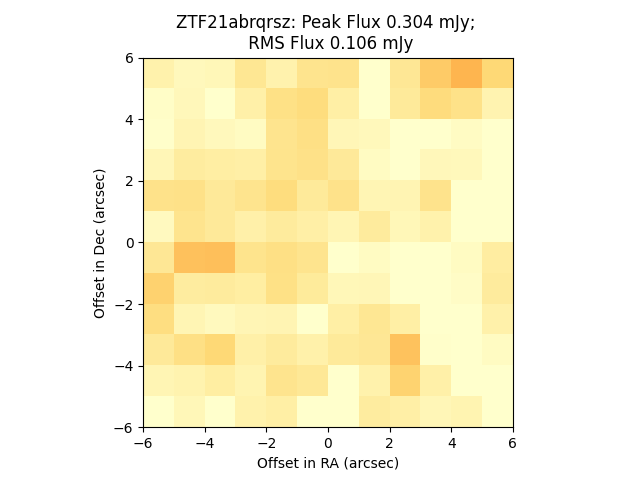 ZTF21abrqrsz: Peak Flux 0.304 mJy;
RMS Flux 0.106 mJy
6
4
2
0
−2
−4
−6
Offset in Dec (arcsec)
−6 −4 −2 0 2 4 6
Offset in RA (arcsec)